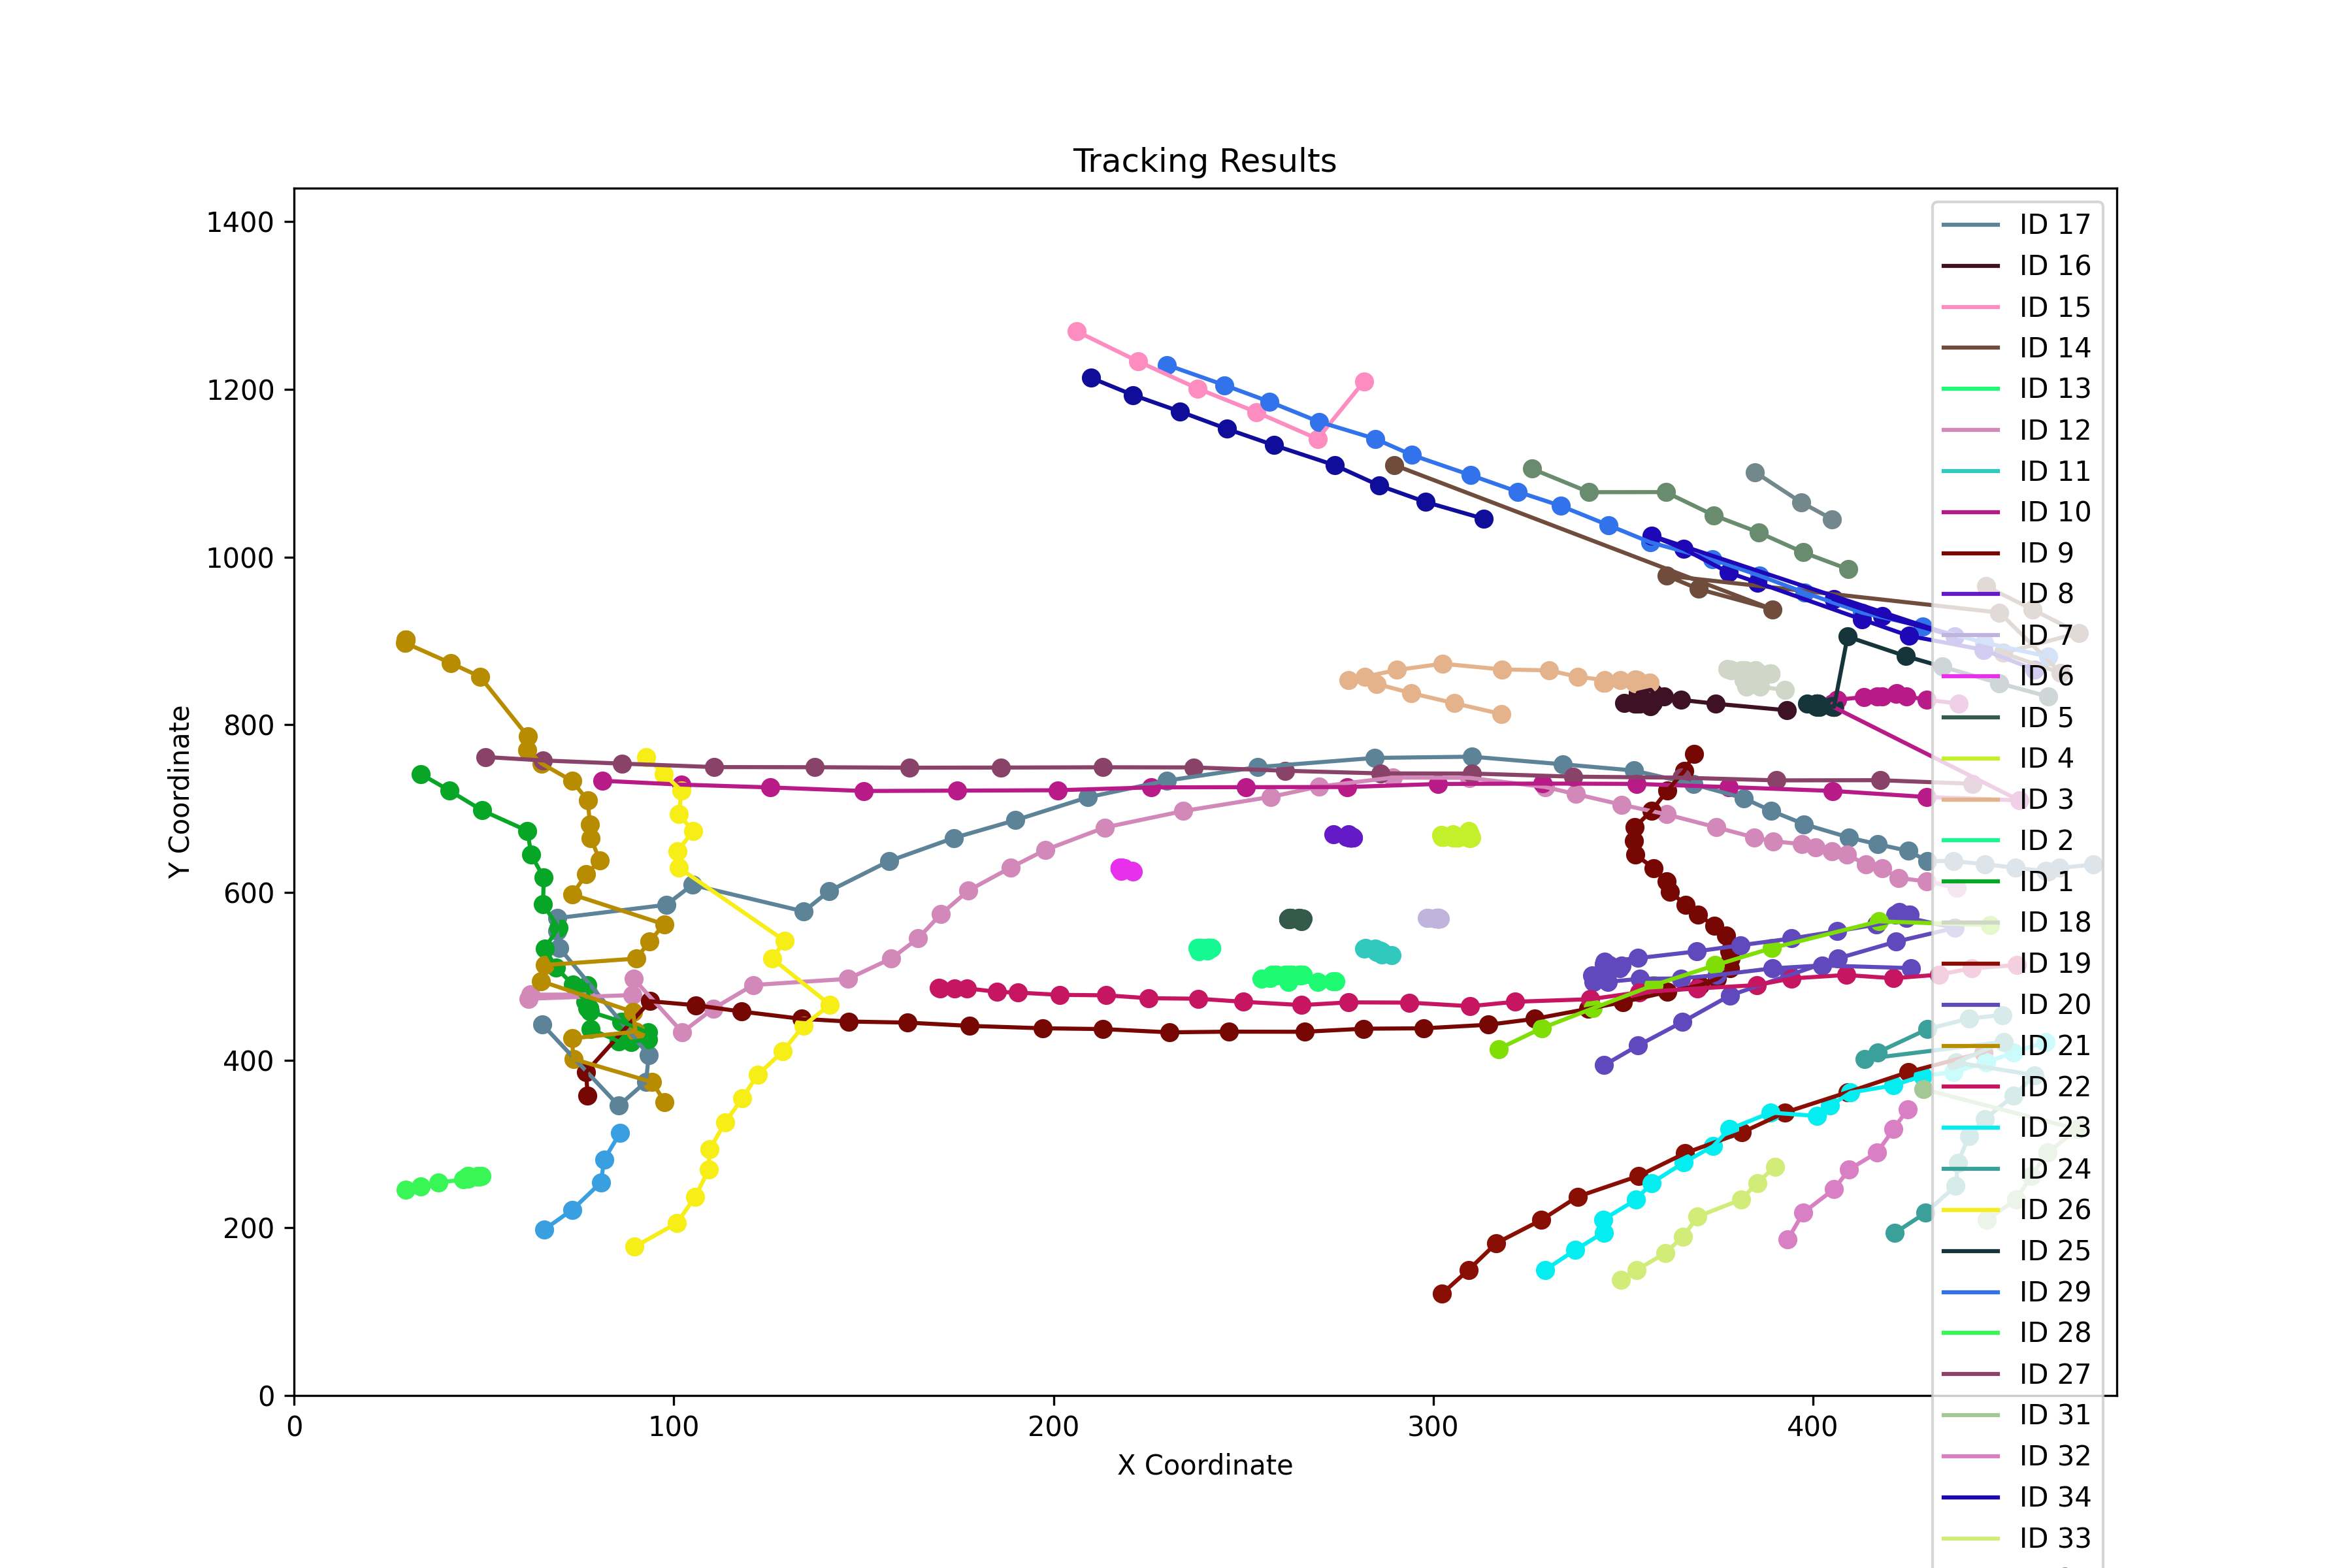 Tracking Results
1400
1200
1000
800
600
400
200
0
0
100
200
300
400
Y Coordinate
X Coordinate
ID 17
ID 16
ID 15
ID 14
ID 13
ID 12
ID 11
ID 10
ID 9
ID 8
ID 7
ID 6
ID 5
ID 4
ID 3
ID 2
ID 1
ID 18
ID 19
ID 20
ID 21
ID 22
ID 23
ID 24
ID 26
ID 25
ID 29
ID 28
ID 27
ID 31
ID 32
ID 34
ID 33